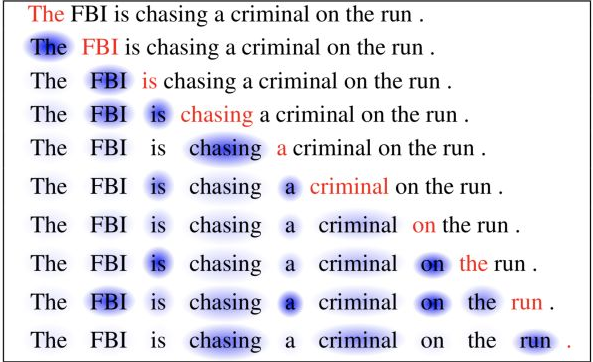 The FBI is chasing a criminal on the run .
The FBI is chasing a criminal on the run .
The FBI is chasing a criminal on the run .
The FBI is chasing a criminal on the run .
The FBI is chasing a criminal on the run .
The FBI is chasing a criminal on the run .
The FBI is chasing a criminal on the run .
The FBI is chasing a criminal on the run .
The FBI is chasing a criminal on the run .
The FBI is chasing a criminal on the run .